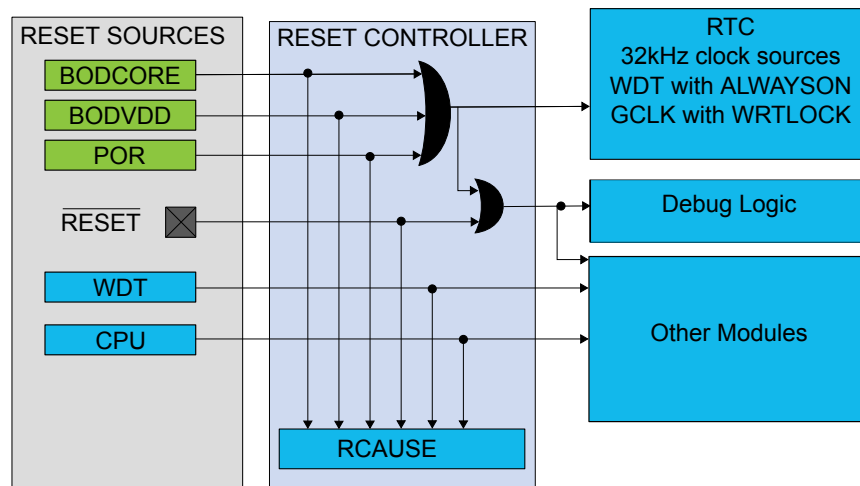 RESET SOURCES
BODCORE
BODVDD
POR
RESET
WDT
CPU
RESET CONTROLLER
RCAUSE
RTC
32kHz clock sources
WDT with ALWAYSON
GCLK with WRTLOCK
Debug Logic
Other Modules